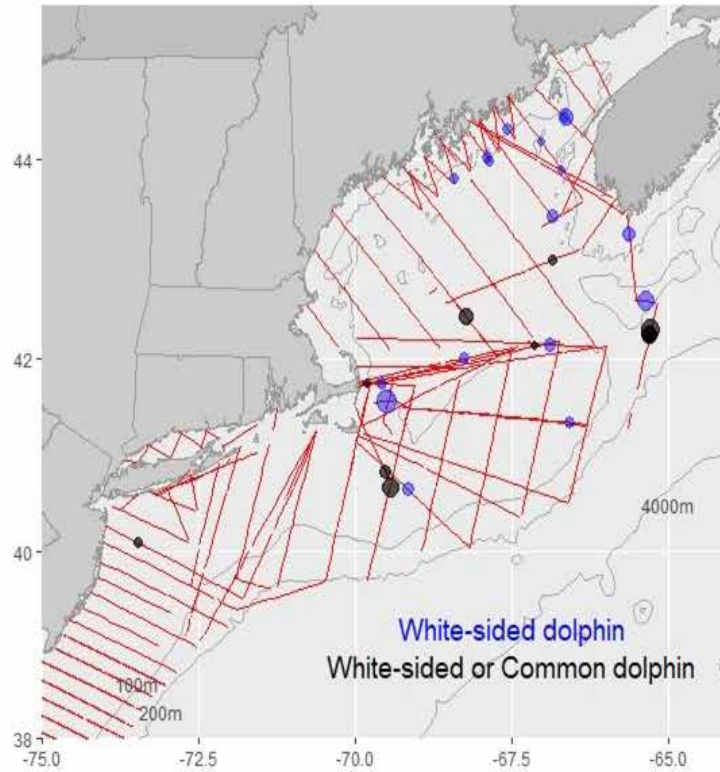 44
42
40
38
4000m
White-sided dolphin
White-sided or Common dolphin
100m
200m
-75.0 -72.5 -70.0 -67.5 -65.0